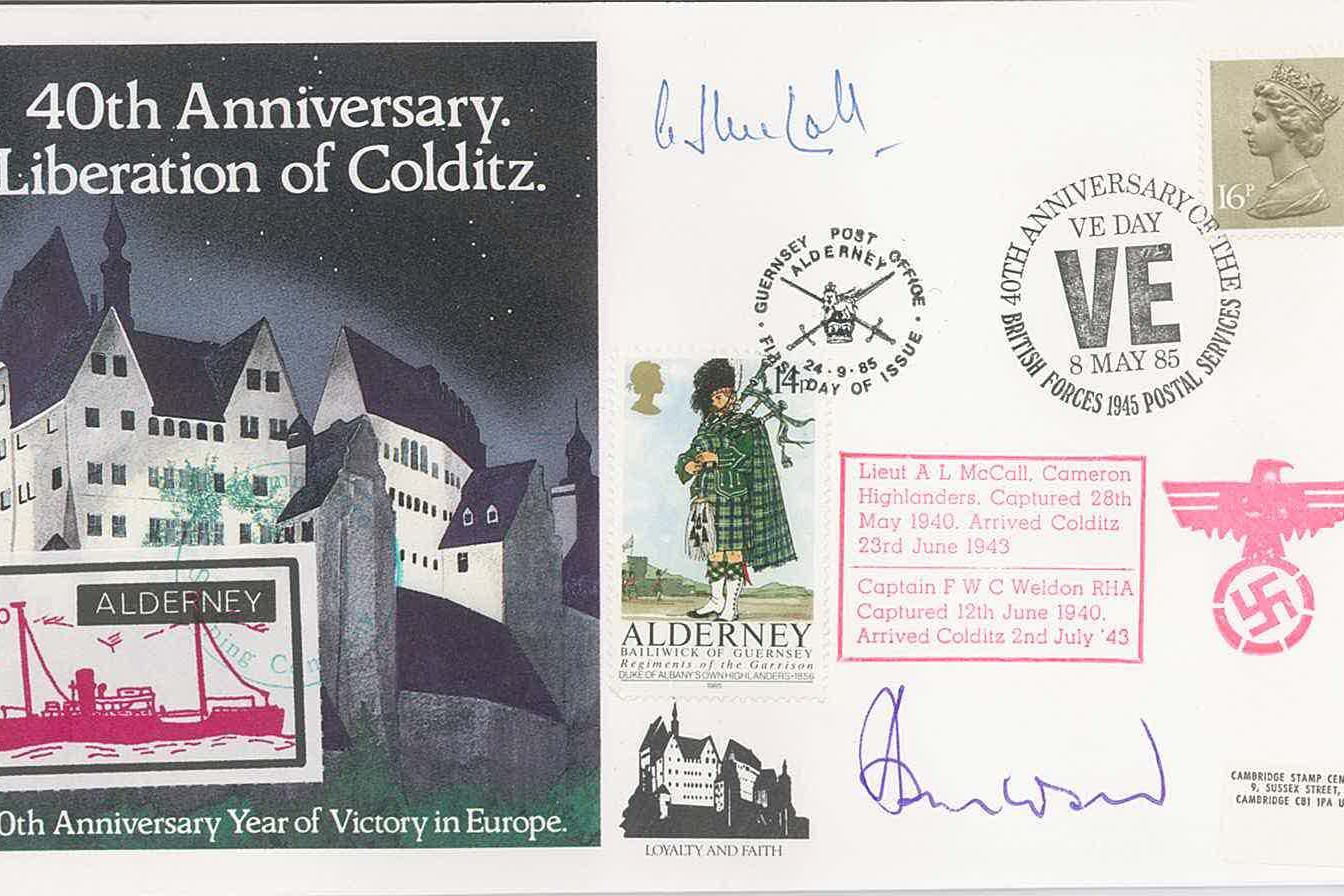 40th Anniversary.
Liberation of Colditz.
ALDERNEY
0th Anniversary Year of Victory in Europe.
GUERNSEY POST OFFICE
ALDERNEY
24·9·85
FIRST DAY OF ISSUE
16P
40TH ANNIVERSARY OF THE
VE DAY
VE
8 MAY 85
BRITISH FORCES 1945 POSTAL SERVICES
14p
ALDERNEY
BAILIWICK OF GUERNSEY
Regiments of the Garrison
DUKE OF ALBANYS OWN HIGHLANDERS·1856
1985
Lieut A L McCall, Cameron
Highlanders. Captured 28th
May 1940. Arrived Colditz
23rd June 1943
Captain F W C Weldon RHA
Captured 12th June 1940.
Arrived Colditz 2nd July '43
LOYALTY AND FAITH
CAMBRIDGE STAMP CEN
9, SUSSEX STREET,
CAMBRIDGE CB1 1PA U